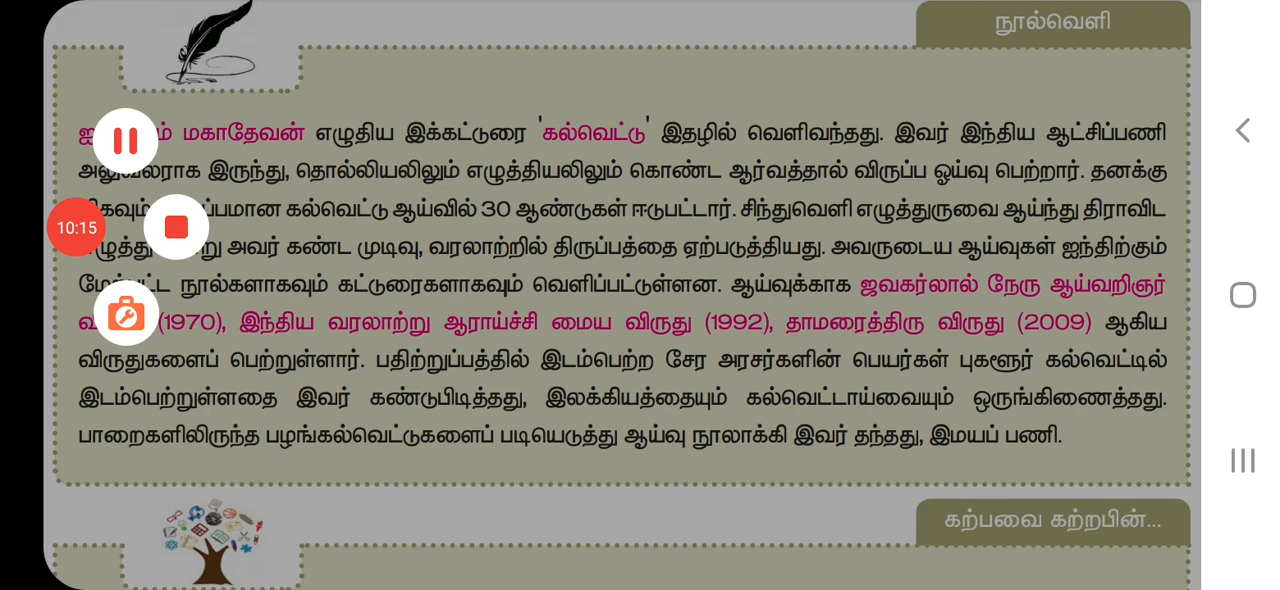 நூல்வெளி
மகாதேவன் எழுதிய இக்கட்டுரை 'கல்வெட்டு' இதழில் வெளிவந்தது. இவர் இந்திய ஆட்சிப்பணி
அலுவலராக இருந்து, தொல்லியலிலும் எழுத்தியலிலும் கொண்ட ஆர்வத்தால் விருப்ப ஓய்வு பெற்றார். தனக்கு
கல்வெட்டு ஆய்வில் 30 ஆண்டுகள் ஈடுபட்டார். சிந்துவெளி எழுத்துருவை ஆய்ந்து திராவிட
10:15
அவர் கண்ட முடிவு, வரலாற்றில் திருப்பத்தை ஏற்படுத்தியது. அவருடைய ஆய்வுகள் ஐந்திற்கும்
நூல்களாகவும் கட்டுரைகளாகவும் வெளிப்பட்டுள்ளன. ஆய்வுக்காக ஜவகர்லால் நேரு ஆய்வறிஞர்
(1970), இந்திய வரலாற்று ஆராய்ச்சி மைய விருது (1992), தாமரைத்திரு விருது (2009) ஆகிய
விருதுகளைப் பெற்றுள்ளார். பதிற்றுப்பத்தில் இடம்பெற்ற சேர அரசர்களின் பெயர்கள் புகளூர் கல்வெட்டில்
இடம்பெற்றுள்ளதை இவர் கண்டுபிடித்தது, இலக்கியத்தையும் கல்வெட்டாய்வையும் ஒருங்கிணைத்தது.
பாறைகளிலிருந்த பழங்கல்வெட்டுகளைப் படியெடுத்து ஆய்வு நூலாக்கி இவர் தந்தது, இமயப் பணி.
கற்பவை கற்றபின்...